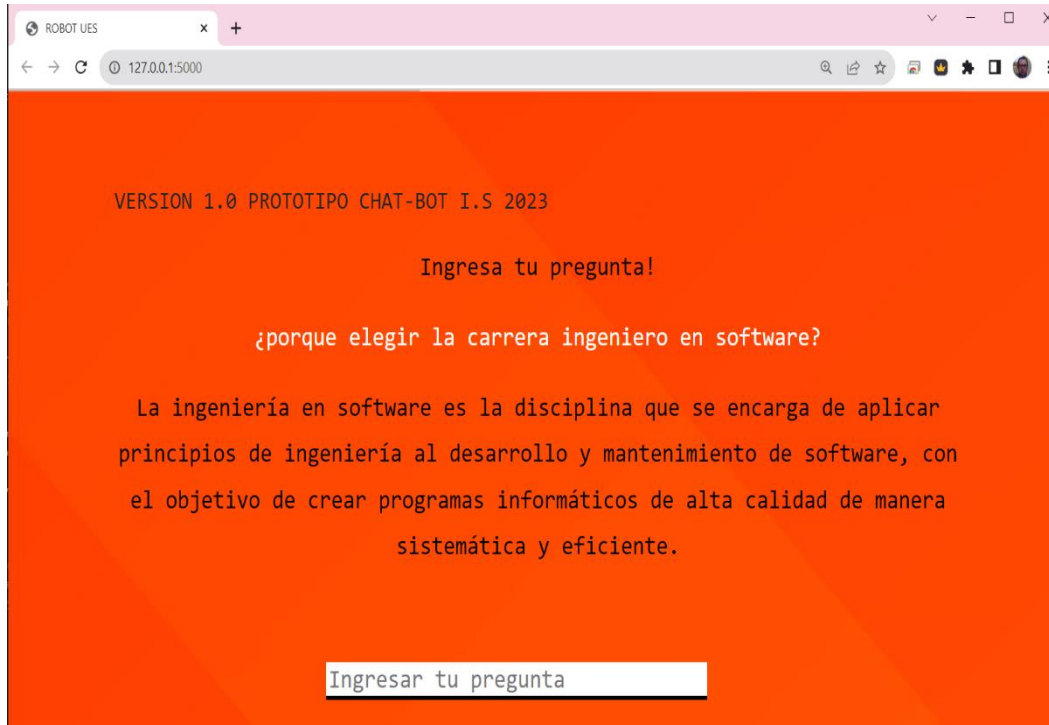 ROBOT UES
127.0.0.1:5000
VERSION 1.0 PROTOTIPO CHAT-BOT I.S 2023
Ingresa tu pregunta!
¿porque elegir la carrera ingeniero en software?
La ingeniería en software es la disciplina que se encarga de aplicar
principios de ingeniería al desarrollo y mantenimiento de software, con
el objetivo de crear programas informáticos de alta calidad de manera
sistemática y eficiente.
Ingresar tu pregunta